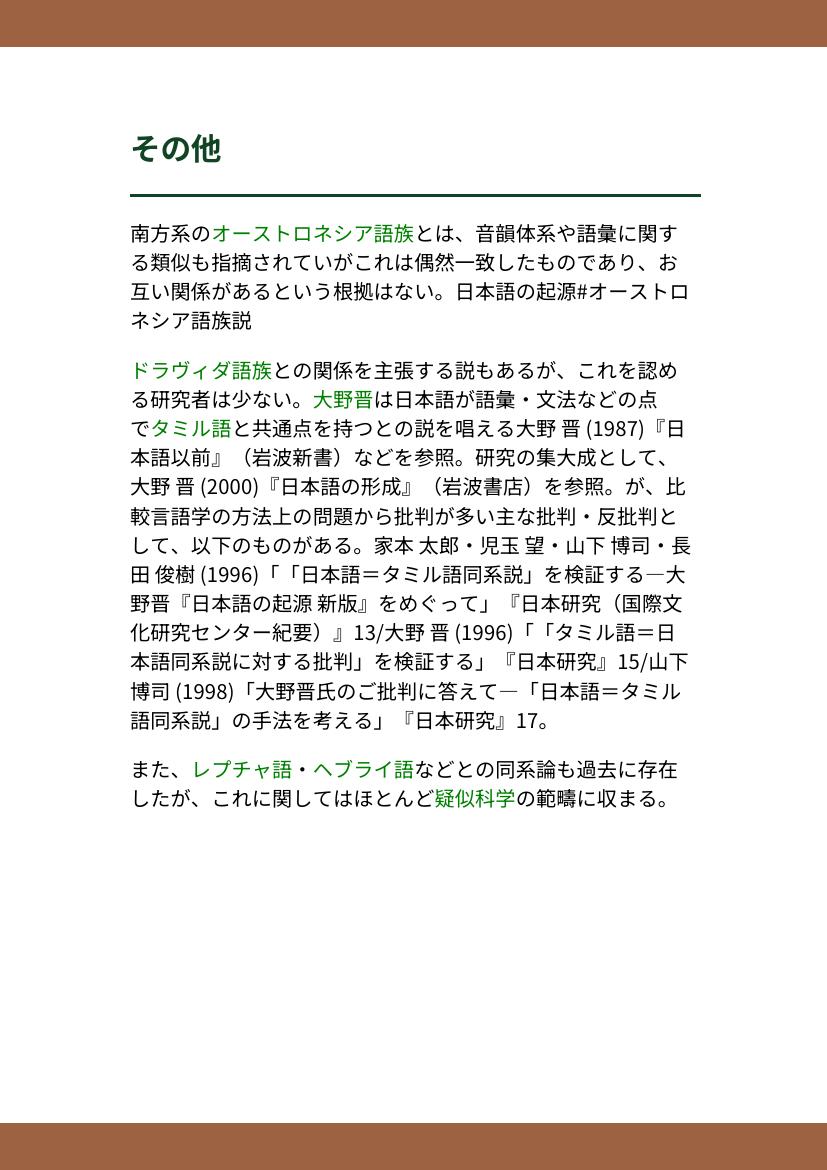 その他
南方系のオーストロネシア語族とは、音韻体系や語彙に関す
る類似も指摘されていがこれは偶然一致したものであり、お
互い関係があるという根拠はない。日本語の起源#オーストロ
ネシア語族説
ドラヴィダ語族との関係を主張する説もあるが、これを認め
る研究者は少ない。大野晋は日本語が語彙・文法などの点
でタミル語と共通点を持つとの説を唱える大野 晋 (1987)『日
本語以前』（岩波新書）などを参照。研究の集大成として、
大野 晋 (2000)『日本語の形成』（岩波書店）を参照。が、比
較言語学の方法上の問題から批判が多い主な批判・反批判と
して、以下のものがある。家本 太郎・児玉 望・山下 博司・長
田 俊樹 (1996)「「日本語＝タミル語同系説」を検証する―大
野晋『日本語の起源 新版』をめぐって」『日本研究（国際文
化研究センター紀要）』13/大野 晋 (1996)「「タミル語＝日
本語同系説に対する批判」を検証する」『日本研究』15/山下
博司 (1998)「大野晋氏のご批判に答えて―「日本語＝タミル
語同系説」の手法を考える」『日本研究』17。
また、レプチャ語・ヘブライ語などとの同系論も過去に存在
したが、これに関してはほとんど疑似科学の範疇に収まる。